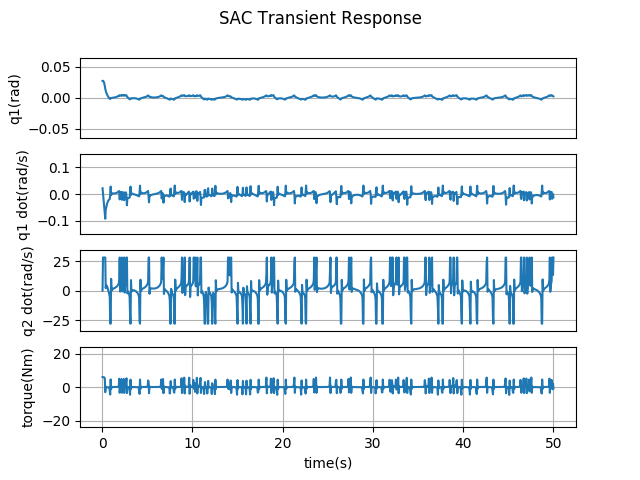 SAC Transient Response
q1(rad)
0.05
0.00
−0.05
q1 dot(rad/s)
0.1
0.0
−0.1
q2 dot(rad/s)
25
0
−25
torque(Nm)
20
0
−20
0 10 20 30 40 50
time(s)